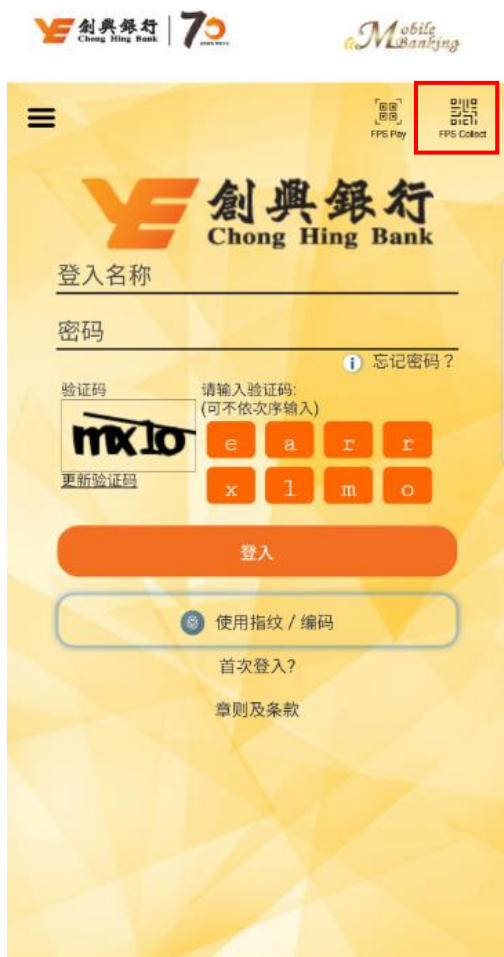 創興銀行
Chong Hing Bank
70
Mobile Banking
FPS Pay
FPS Collect
創興銀行
Chong Hing Bank
登入名称
密码
忘记密码？
验证码
请输入验证码:
(可不依次序输入)
mxlo
e a r r
x l m o
更新验证码
登入
使用指纹 / 编码
首次登入?
章则及条款